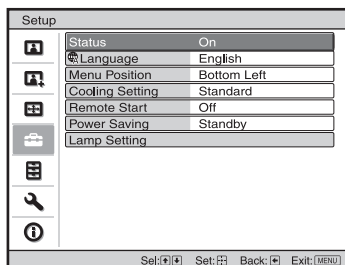 Setup
Status On
Language English
Menu Position Bottom Left
Cooling Setting Standard
Remote Start Off
Power Saving Standby
Lamp Setting
Sel: Set: Back: Exit: MENU